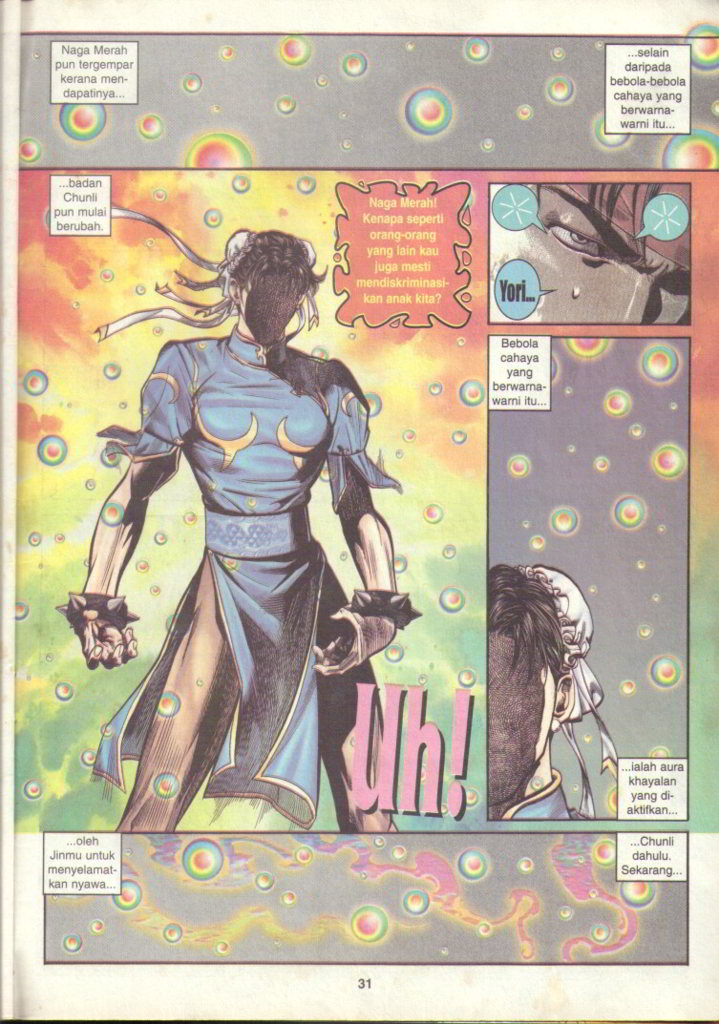 Naga Merah
pun tergempar
kerana men-
dapatinya...
...selain
daripada
bebola-bebola
cahaya yang
berwarna-
warni itu...
...badan
Chunli
pun mulai
berubah.
Naga Merah!
Kenapa seperti
orang-orang
yang lain kau
juga mesti
mendiskriminasi-
kan anak kita?
Yori...
Bebola
cahaya
yang
berwarna-
warni itu...
Uh!
...ialah aura
khayalan
yang di-
aktifkan...
...oleh
Jinmu untuk
menyelamat-
kan nyawa...
...Chunli
dahulu.
Sekarang...
31